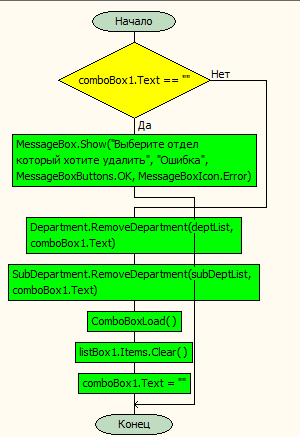 Начало
comboBox1.Text == ""
Нет
Да
MessageBox.Show("Выберите отдел
который хотите удалить", "Ошибка",
MessageBoxButtons.OK, MessageBoxIcon.Error)
Department.RemoveDepartment(deptList,
comboBox1.Text)
SubDepartment.RemoveDepartment(subDeptList,
comboBox1.Text)
ComboBoxLoad()
listBox1.Items.Clear()
comboBox1.Text = ""
Конец